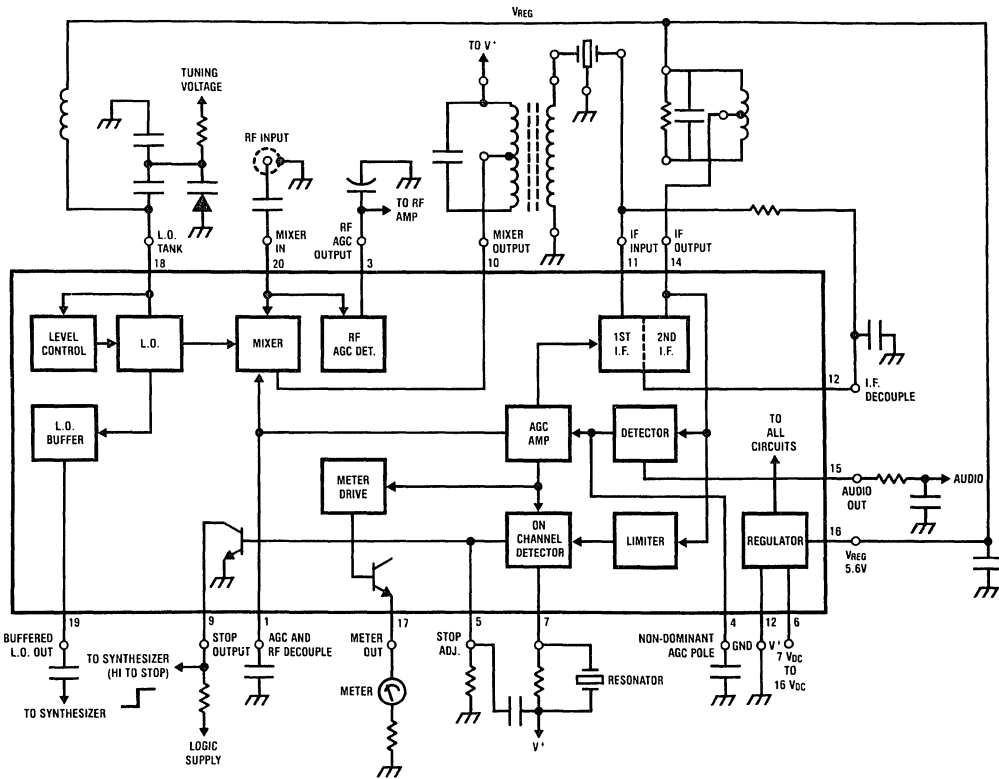 VREG
TO V+
TUNING
VOLTAGE
RF INPUT
TO RF
AMP
L.O.
TANK
MIXER
IN
RF
AGC
OUTPUT
MIXER
OUTPUT
IF
INPUT
IF
OUTPUT
18
20
3
10
11
14
LEVEL
CONTROL
L.O.
MIXER
RF
AGC DET.
1ST
I.F.
2ND
I.F.
12
I.F.
DECOUPLE
L.O.
BUFFER
AGC
AMP
DETECTOR
TO
ALL
CIRCUITS
METER
DRIVE
15
AUDIO
OUT
AUDIO
ON
CHANNEL
DETECTOR
LIMITER
REGULATOR
16
VREG
5.6V
19
9
1
17
5
7
4
12
6
BUFFERED
L.O. OUT
STOP
OUTPUT
AGC AND
RF DECOUPLE
METER
OUT
STOP
ADJ.
NON-DOMINANT
AGC POLE
GND
V+
7 VDC
TO
16 VDC
TO SYNTHESIZER
(HI TO STOP)
METER
RESONATOR
TO SYNTHESIZER
LOGIC
SUPPLY
V+